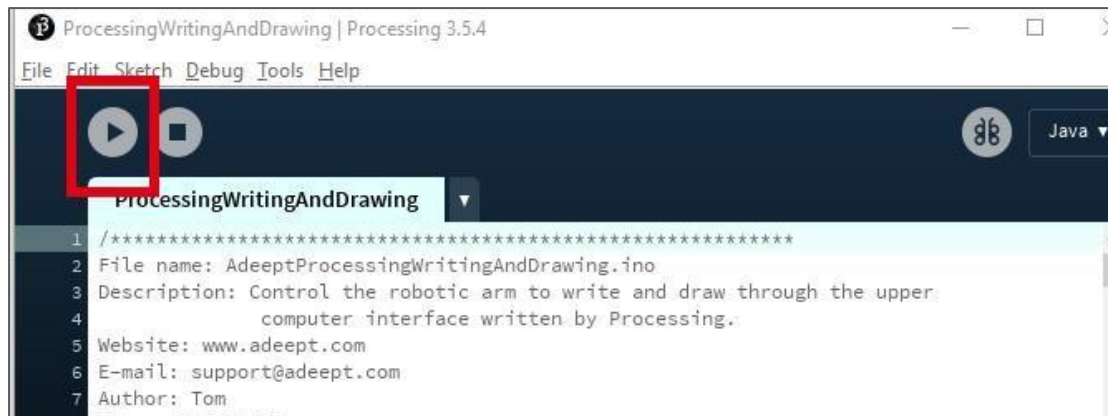 ProcessingWritingAndDrawing | Processing 3.5.4
File Edit Sketch Debug Tools Help
Java
ProcessingWritingAndDrawing
1 /***********************************************************
2 File name: AdeeptProcessingWritingAndDrawing.ino
3 Description: Control the robotic arm to write and draw through the upper
4 computer interface written by Processing.
5 Website: www.adeept.com
6 E-mail: support@adeept.com
7 Author: Tom